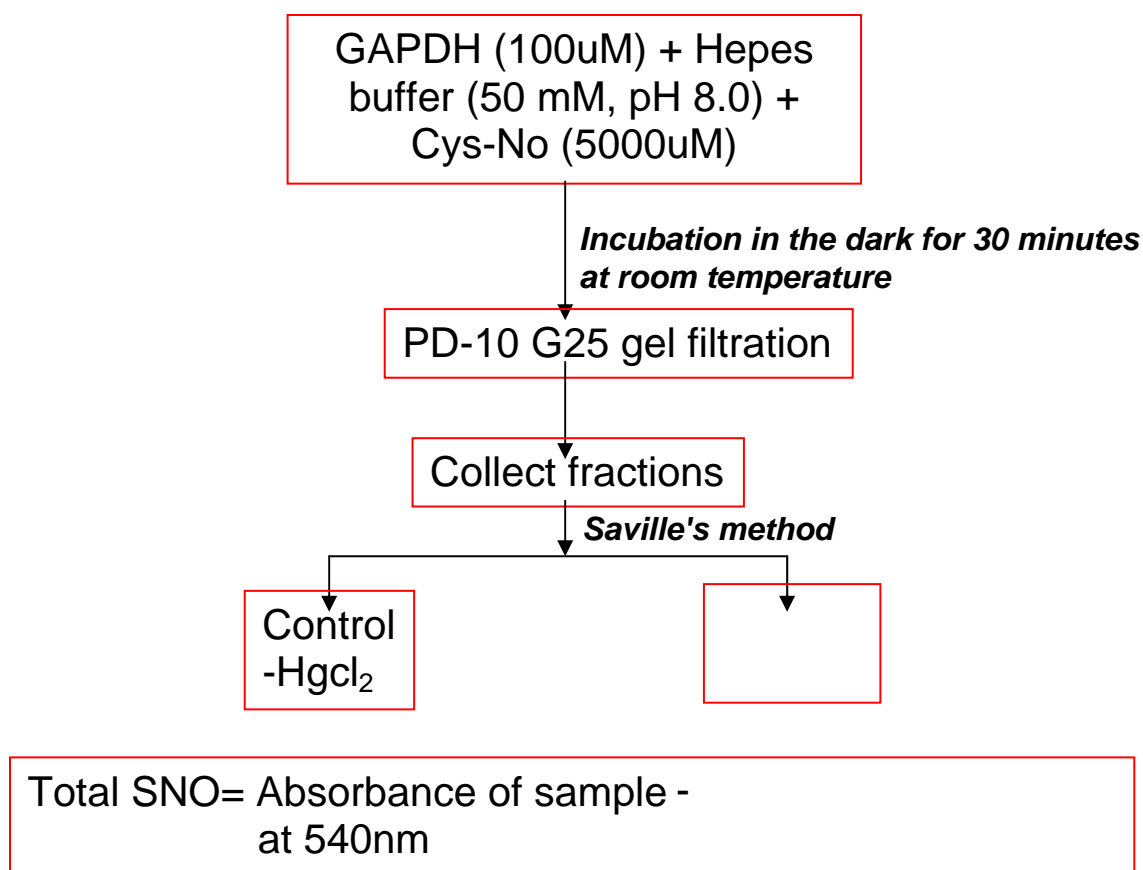 GAPDH (100uM) + Hepes
buffer (50 mM, pH 8.0) +
Cys-No (5000uM)
Incubation in the dark for 30 minutes
at room temperature
PD-10 G25 gel filtration
Collect fractions
Saville's method
Control
-Hgcl₂
Total SNO= Absorbance of sample -
at 540nm